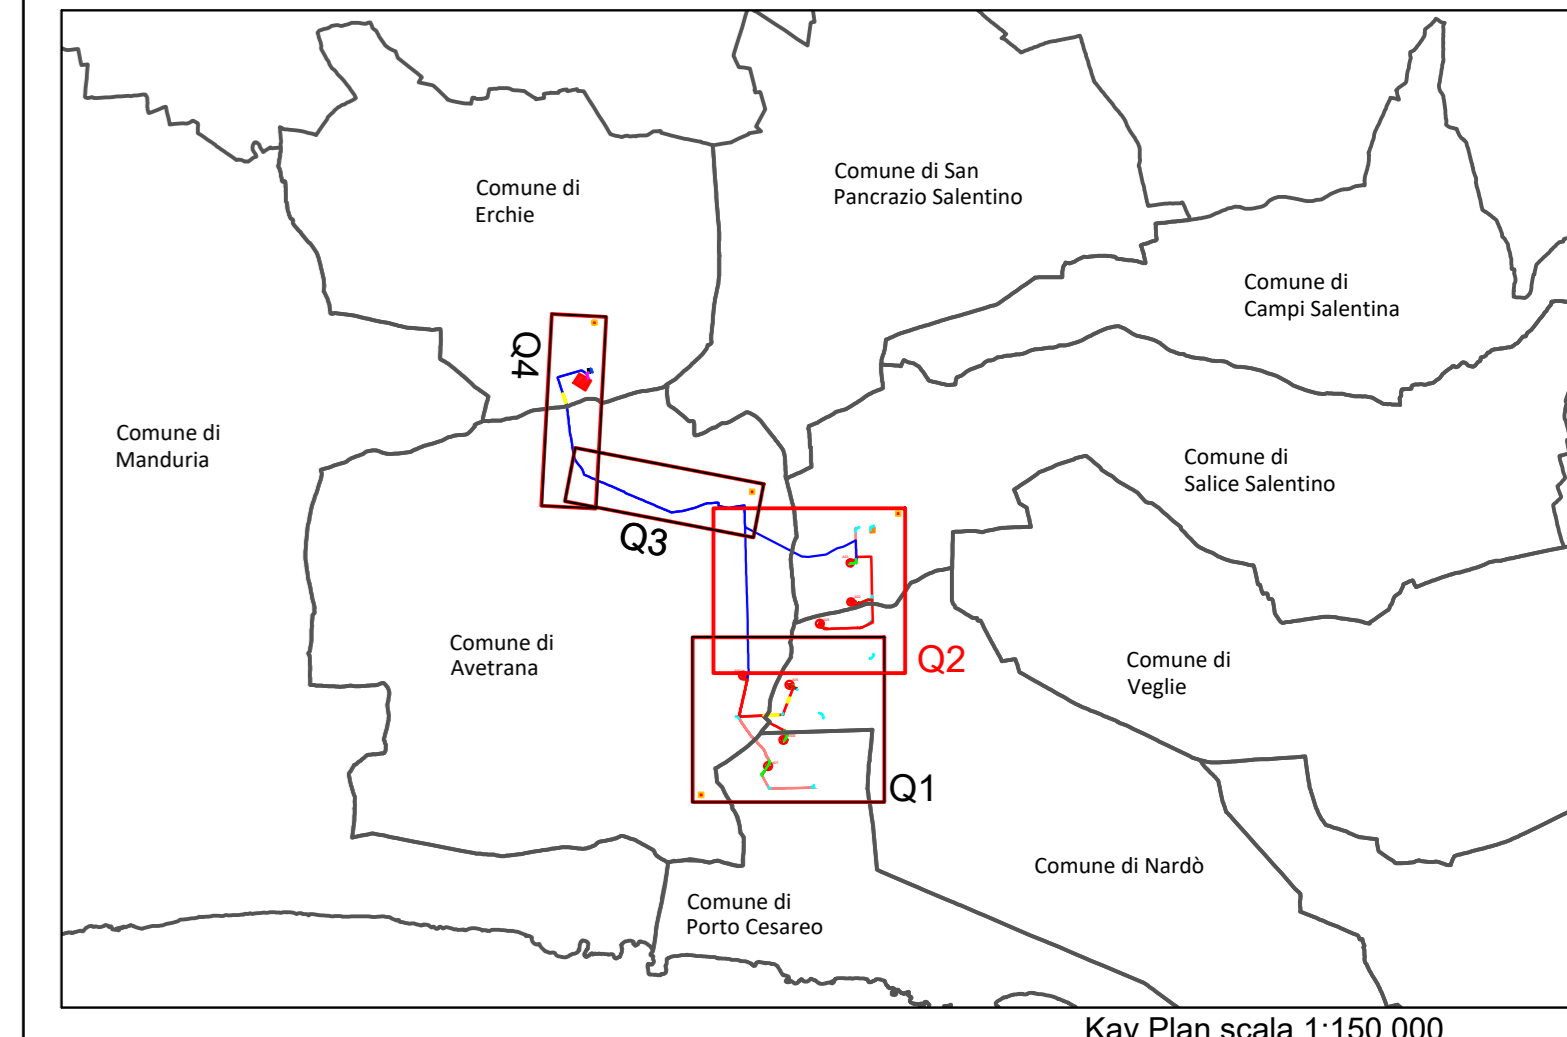 Comune di
Erchie
Comune di San
Pancrazio Salentino
Comune di
Campi Salentina
Q4
Comune di
Manduria
Comune di
Salice Salentino
Q3
Comune di
Avetrana
Q2
Comune di
Veglie
Q1
Comune di Nardò
Comune di
Porto Cesareo
Kay Plan scala 1:150.000